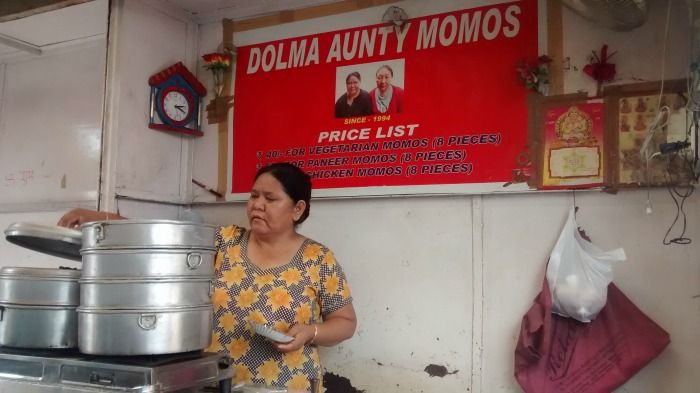 DOLMA AUNTY MOMOS
SINCE - 1994
PRICE LIST
₹ 40/- FOR VEGETARIAN MOMOS (8 PIECES)
FOR PANEER MOMOS (8 PIECES)
CHICKEN MOMOS (8 PIECES)